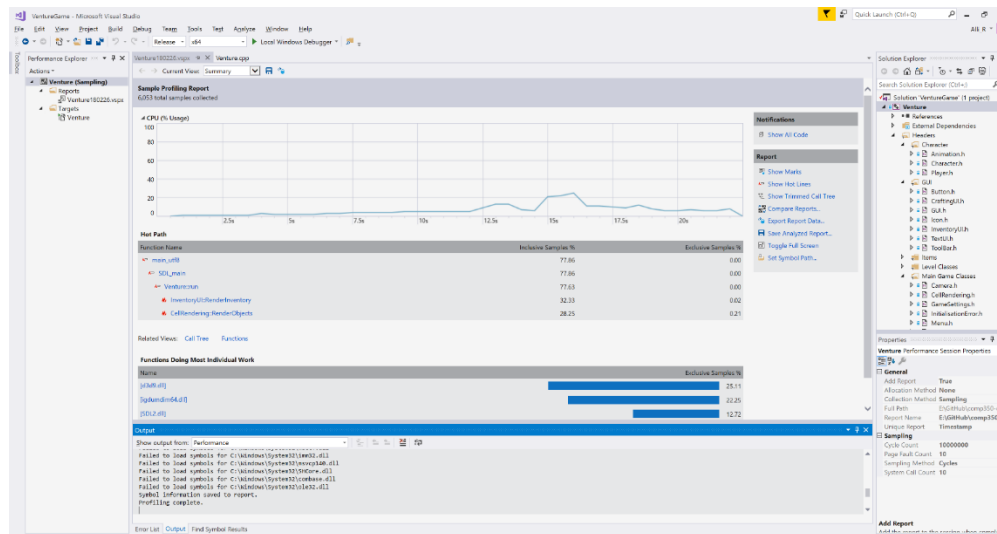 VentureGame - Microsoft Visual Studio
Quick Launch (Ctrl+Q)
File Edit View Project Build Debug Team Tools Test Analyze Window Help
Ali R
Release x64 Local Windows Debugger
Toolbox
Performance Explorer
Actions
Venture (Sampling)
Reports
Venture180226.vspx
Targets
Venture
Venture180226.vspx Venture.cpp
Current View: Summary
Sample Profiling Report
6,053 total samples collected
CPU (% Usage)
100
80
60
40
20
0
2.5s 5s 7.5s 10s 12.5s 15s 17.5s 20s
Hot Path
Function Name Inclusive Samples % Exclusive Samples %
main_utf8 77.86 0.00
SDL_main 77.86 0.00
Venture::run 77.63 0.00
InventoryUI::RenderInventory 32.33 0.02
CellRendering::RenderObjects 28.25 0.21
Related Views: Call Tree Functions
Functions Doing Most Individual Work
Name Exclusive Samples %
[d3d9.dll] 25.11
[igdumdim64.dll] 22.25
[SDL2.dll] 12.72
Notifications
Show All Code
Report
Show Marks
Show Hot Lines
Show Trimmed Call Tree
Compare Reports...
Export Report Data...
Save Analyzed Report...
Toggle Full Screen
Set Symbol Path...
Output
Show output from: Performance
Failed to load symbols for C:\Windows\System32\imm32.dll
Failed to load symbols for C:\Windows\System32\msvcp140.dll
Failed to load symbols for C:\Windows\System32\SHCore.dll
Failed to load symbols for C:\Windows\System32\combase.dll
Failed to load symbols for C:\Windows\System32\ole32.dll
Symbol information saved to report.
Profiling complete.
Error List Output Find Symbol Results
Solution Explorer
Search Solution Explorer (Ctrl+;)
Solution 'VentureGame' (1 project)
Venture
References
External Dependencies
Headers
Character
Animation.h
Character.h
Player.h
GUI
Button.h
CraftingUI.h
GUI.h
Icon.h
InventoryUI.h
TextUI.h
ToolBar.h
Items
Level Classes
Main Game Classes
Camera.h
CellRendering.h
GameSettings.h
InitialisationError.h
Menu.h
Properties
Venture Performance Session Properties
General
Add Report True
Allocation Method None
Collection Method Sampling
Full Path E:\GitHub\comp350-
Report Name E:\GitHub\comp350
Unique Report Timestamp
Sampling
Cycle Count 10000000
Page Fault Count 10
Sampling Method Cycles
System Call Count 10
Add Report
Add the report to the session when compl